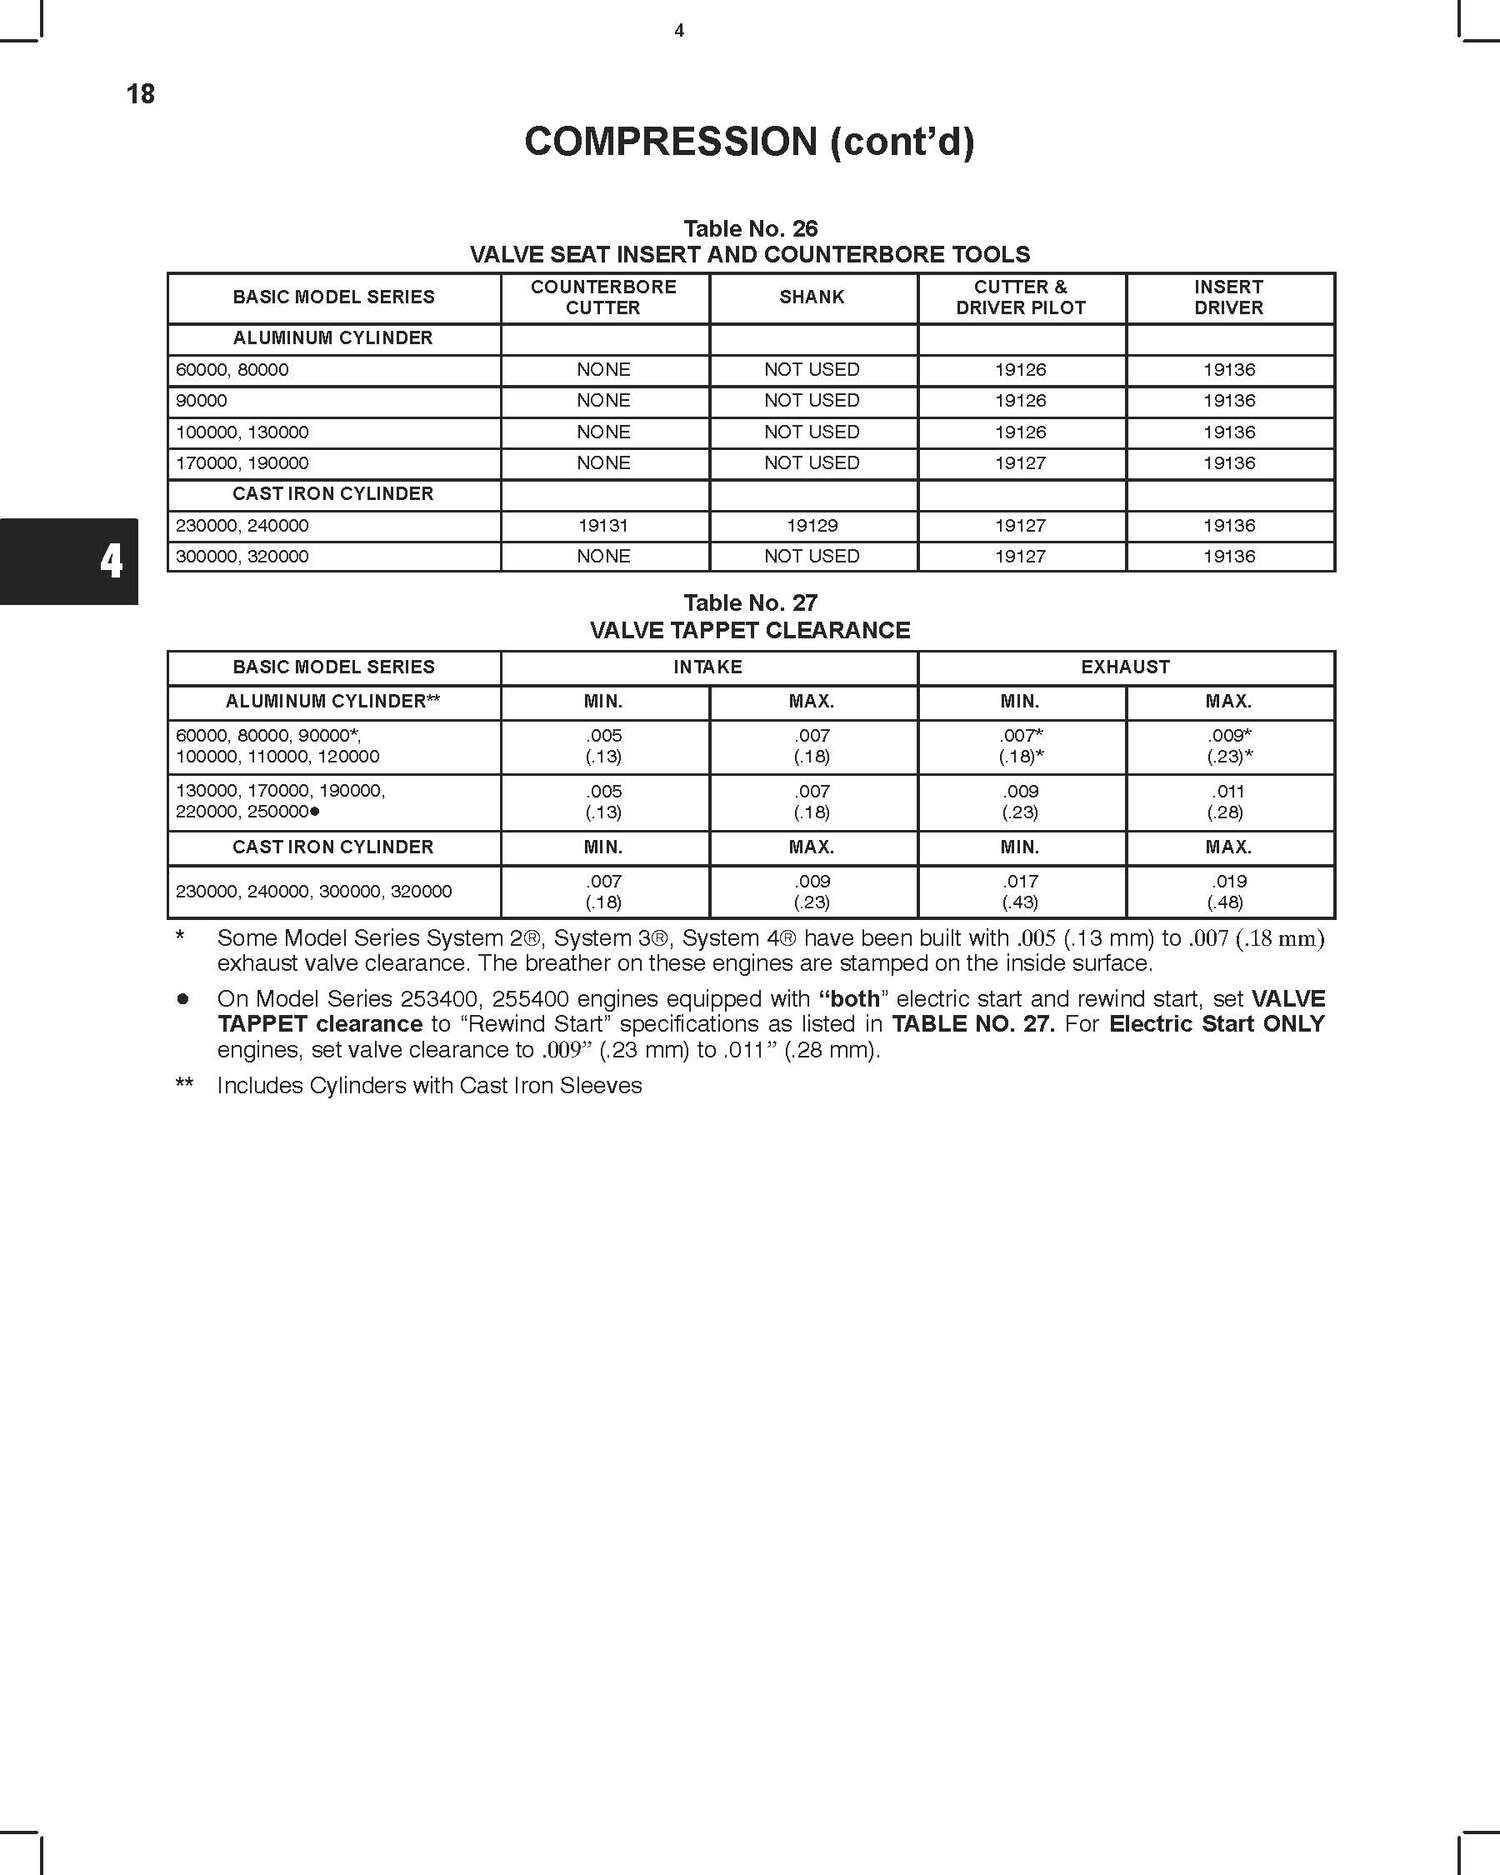 4
18
COMPRESSION (cont’d)
Table No. 26
VALVE SEAT INSERT AND COUNTERBORE TOOLS
BASIC MODEL SERIES COUNTERBORE CUTTER SHANK CUTTER & DRIVER PILOT INSERT DRIVER
ALUMINUM CYLINDER
60000, 80000 NONE NOT USED 19126 19136
90000 NONE NOT USED 19126 19136
100000, 130000 NONE NOT USED 19126 19136
170000, 190000 NONE NOT USED 19127 19136
CAST IRON CYLINDER
230000, 240000 19131 19129 19127 19136
300000, 320000 NONE NOT USED 19127 19136
4
Table No. 27
VALVE TAPPET CLEARANCE
BASIC MODEL SERIES INTAKE EXHAUST
ALUMINUM CYLINDER** MIN. MAX. MIN. MAX.
60000, 80000, 90000*, .005 .007 .007* .009*
100000, 110000, 120000 (.13) (.18) (.18)* (.23)*
130000, 170000, 190000, .005 .007 .009 .011
220000, 250000● (.13) (.18) (.23) (.28)
CAST IRON CYLINDER MIN. MAX. MIN. MAX.
230000, 240000, 300000, 320000 .007 .009 .017 .019
(.18) (.23) (.43) (.48)
* Some Model Series System 2®, System 3®, System 4® have been built with .005 (.13 mm) to .007 (.18 mm)
exhaust valve clearance. The breather on these engines are stamped on the inside surface.
● On Model Series 253400, 255400 engines equipped with “both” electric start and rewind start, set VALVE
TAPPET clearance to “Rewind Start” specifications as listed in TABLE NO. 27. For Electric Start ONLY
engines, set valve clearance to .009” (.23 mm) to .011” (.28 mm).
** Includes Cylinders with Cast Iron Sleeves